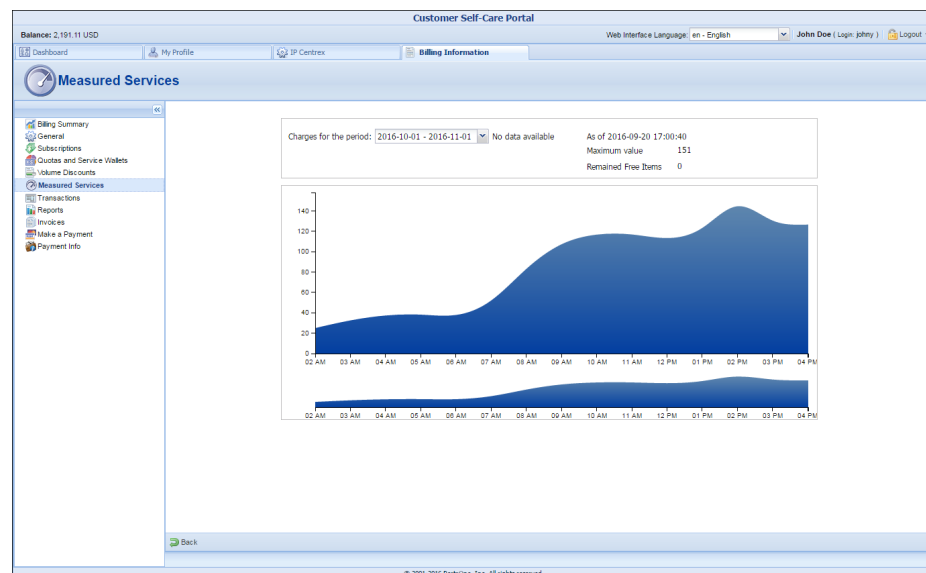 Customer Self-Care Portal
Balance: 2,191.11 USD
Web Interface Language: en - English
John Doe ( Login: johny )
Logout
Dashboard
My Profile
IP Centrex
Billing Information
Measured Services
Billing Summary
General
Subscriptions
Quotas and Service Wallets
Volume Discounts
Measured Services
Transactions
Reports
Invoices
Make a Payment
Payment Info
Charges for the period: 2016-10-01 - 2016-11-01 No data available
As of 2016-09-20 17:00:40
Maximum value 151
Remained Free Items 0
140
120
100
80
60
40
20
0
02 AM 03 AM 04 AM 05 AM 06 AM 07 AM 08 AM 09 AM 10 AM 11 AM 12 PM 01 PM 02 PM 03 PM 04 PM
02 AM 03 AM 04 AM 05 AM 06 AM 07 AM 08 AM 09 AM 10 AM 11 AM 12 PM 01 PM 02 PM 03 PM 04 PM
Back